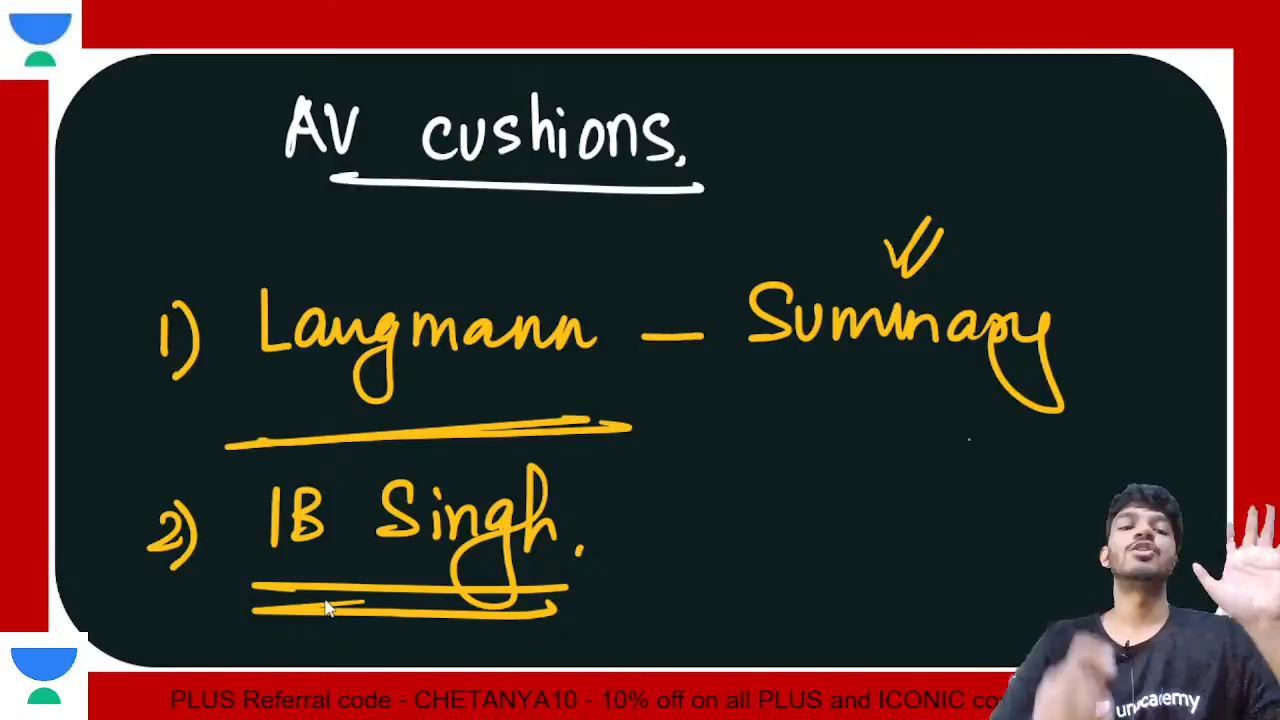 AV cushions.
1) Laugmann - Summary
2) IB Singh.
PLUS Referral code - CHETANYA10 - 10% off on all PLUS and ICONIC co
unacademy